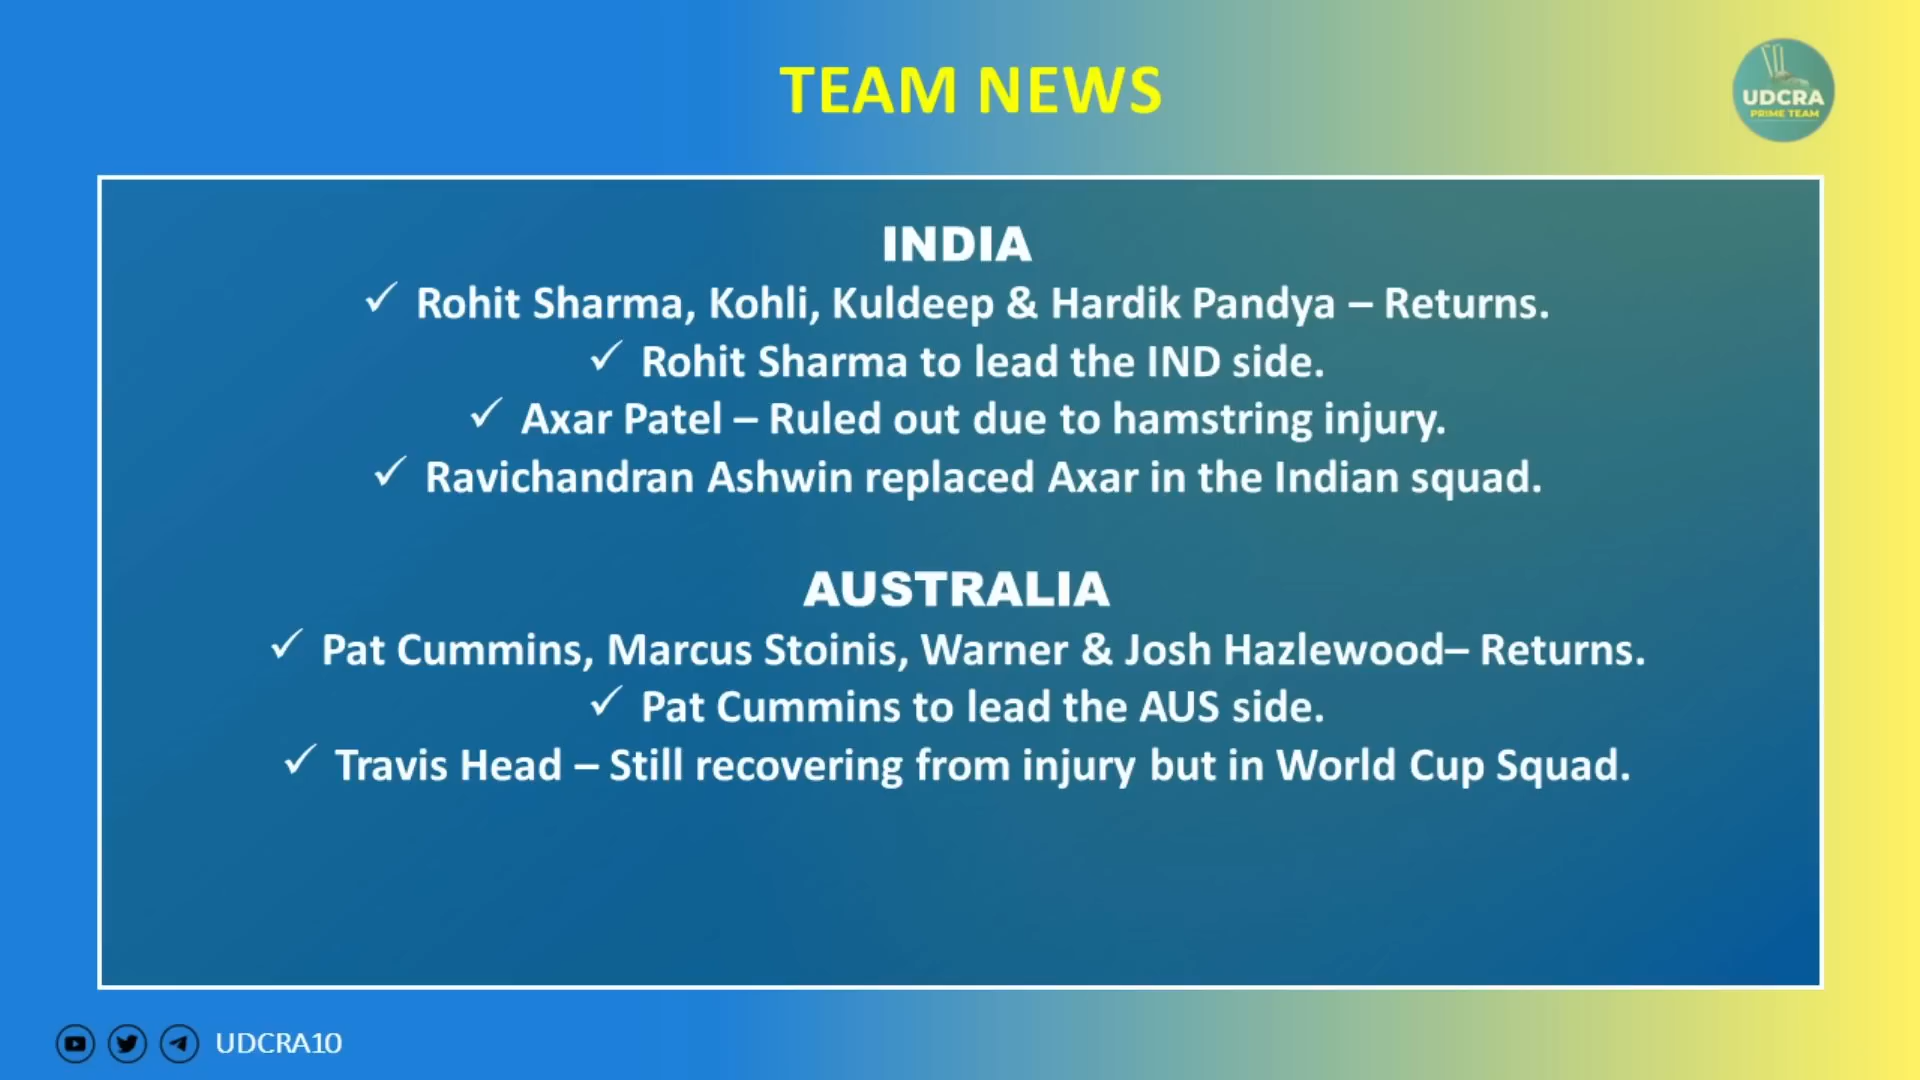 TEAM NEWS
UDCRA
PRIME TEAM
INDIA
✓ Rohit Sharma, Kohli, Kuldeep & Hardik Pandya – Returns.
✓ Rohit Sharma to lead the IND side.
✓ Axar Patel – Ruled out due to hamstring injury.
✓ Ravichandran Ashwin replaced Axar in the Indian squad.
AUSTRALIA
✓ Pat Cummins, Marcus Stoinis, Warner & Josh Hazlewood– Returns.
✓ Pat Cummins to lead the AUS side.
✓ Travis Head – Still recovering from injury but in World Cup Squad.
UDCRA10